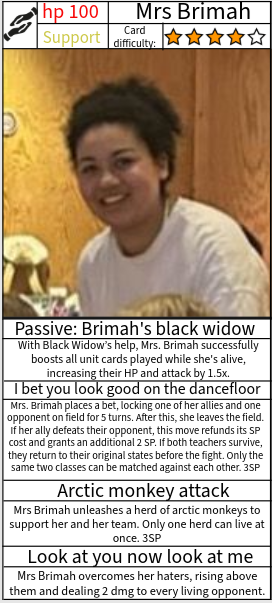 hp 100
Mrs Brimah
Support
Card
difficulty:
Passive: Brimah's black widow
With Black Widow's help, Mrs. Brimah successfully
boosts all unit cards played while she's alive,
increasing their HP and attack by 1.5x.
I bet you look good on the dancefloor
Mrs. Brimah places a bet, locking one of her allies and one
opponent on field for 5 turns. After this, she leaves the field.
If her ally defeats their opponent, this move refunds its SP
cost and grants an additional 2 SP. If both teachers survive,
they return to their original states before the fight. Only the
same two classes can be matched against each other. 3SP
Arctic monkey attack
Mrs Brimah unleashes a herd of arctic monkeys to
support her and her team. Only one herd can live at
once. 3SP
Look at you now look at me
Mrs Brimah overcomes her haters, rising above
them and dealing 2 dmg to every living opponent.